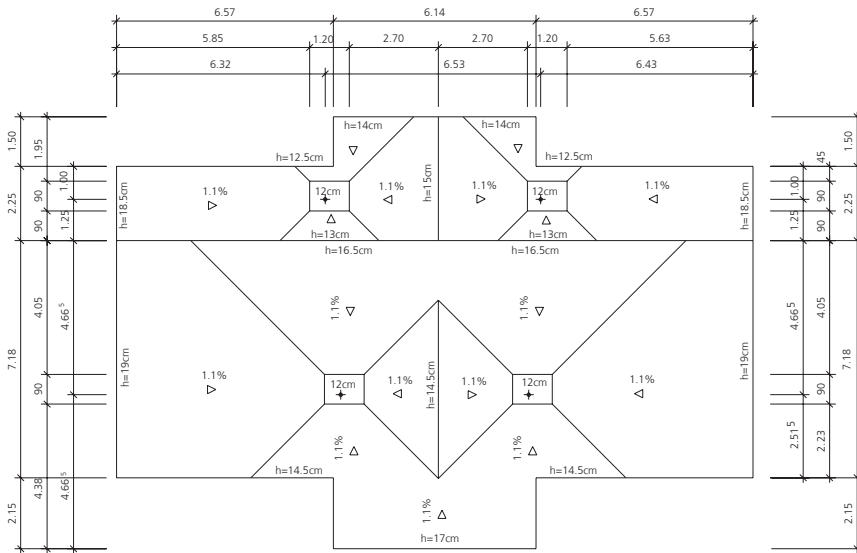 6.57 6.14 6.57
5.85 1.20 2.70 2.70 1.20 5.63
6.32 6.53 6.43
h=14cm h=14cm
1.50 1.95 h=12.5cm h=12.5cm 45 1.50
1.00 h=15cm 1.00
2.25 90 h=18.5cm 1.1% 12cm 1.1% 1.1% 12cm 1.1% h=18.5cm 90 2.25
90 1.25 h=13cm h=13cm 1.25 90
h=16.5cm h=16.5cm
4.05 4.66⁵ 1.1% 1.1% 4.66⁵ 4.05
7.18 h=19cm h=19cm 7.18
90 1.1% 12cm 1.1% h=14.5cm 1.1% 12cm 1.1% 90
1.1% 1.1% 2.51⁵ 2.23
h=14.5cm h=14.5cm
4.38 4.66⁵
2.15 1.1% 2.15
h=17cm